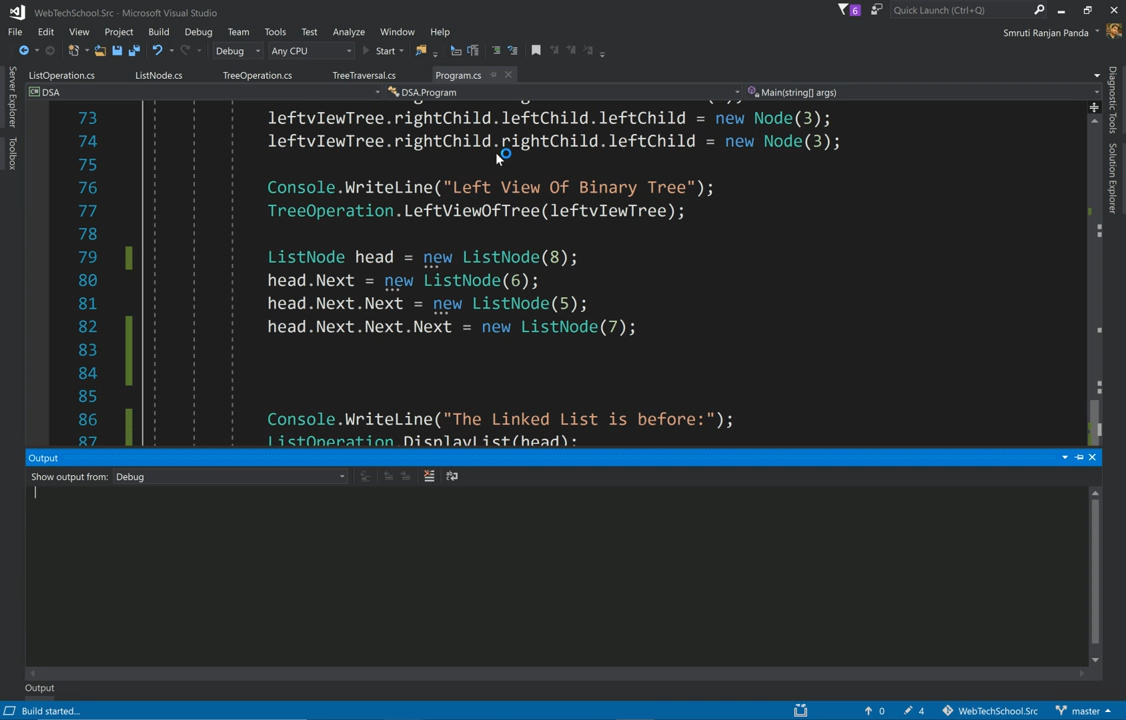 WebTechSchool.Src - Microsoft Visual Studio
6
Quick Launch (Ctrl+Q)
File Edit View Project Build Debug Team Tools Test Analyze Window Help
Smruti Ranjan Panda
Debug Any CPU Start
ListOperation.cs ListNode.cs TreeOperation.cs TreeTraversal.cs Program.cs
DSA DSA.Program Main(string[] args)
Server Explorer
Toolbox
Diagnostic Tools
Solution Explorer
73 leftvIewTree.rightChild.leftChild.leftChild = new Node(3);
74 leftvIewTree.rightChild.rightChild.leftChild = new Node(3);
75
76 Console.WriteLine("Left View Of Binary Tree");
77 TreeOperation.LeftViewOfTree(leftvIewTree);
78
79 ListNode head = new ListNode(8);
80 head.Next = new ListNode(6);
81 head.Next.Next = new ListNode(5);
82 head.Next.Next.Next = new ListNode(7);
83
84
85
86 Console.WriteLine("The Linked List is before:");
87 ListOperation.DisplayList(head);
Output
Show output from: Debug
Output
Build started...
0 4 WebTechSchool.Src master